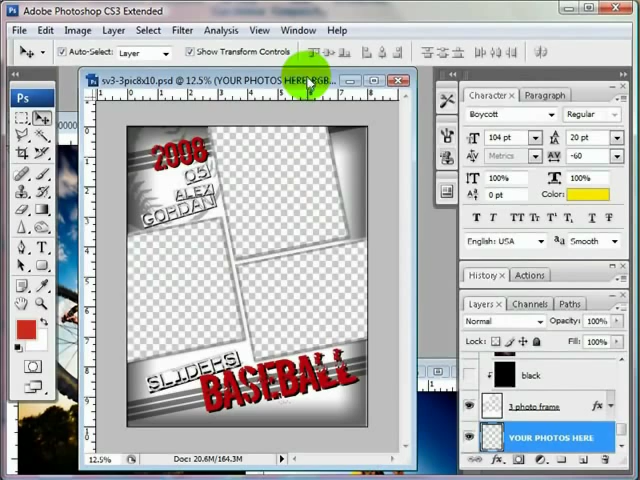 Adobe Photoshop CS3 Extended
File Edit Image Layer Select Filter Analysis View Window Help
Auto-Select: Layer Show Transform Controls
sv3-3pic8x10.psd @ 12.5% (YOUR PHOTOS HERE, RGB...
Ps
2008
05
ALEX
GORDAN
SLIDERS
BASEBALL
12.5% Doc: 20.6M/164.3M
Character Paragraph
Boycott Regular
104 pt 20 pt
Metrics -60
100% 100%
0 pt Color:
English: USA Smooth
History Actions
Layers Channels Paths
Normal Opacity: 100%
Lock: Fill: 100%
black
3 photo frame fx
YOUR PHOTOS HERE